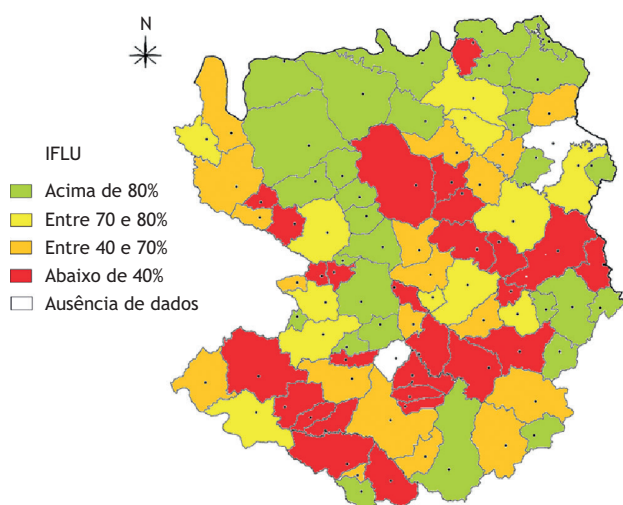 N
IFLU
Acima de 80%
Entre 70 e 80%
Entre 40 e 70%
Abaixo de 40%
Ausência de dados